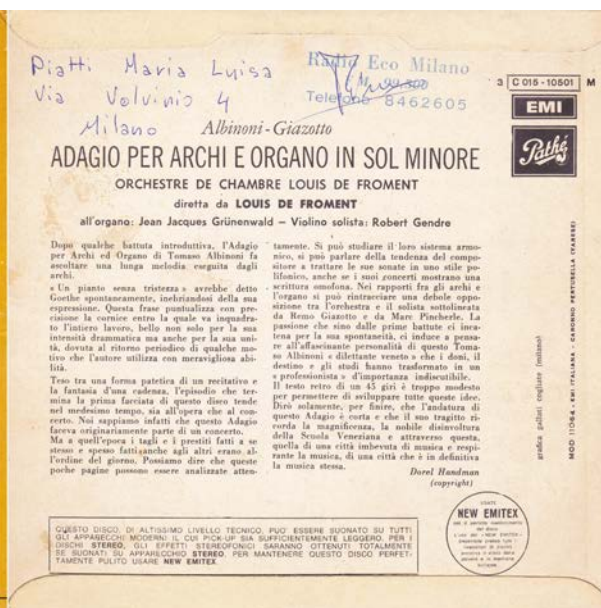 Piatti Maria Luisa
Via Volvinio 4
Milano
Radio Eco Milano
M. 99.300
Telefono 8462605
3 C 015-10501 M
EMI
Pathé
Albinoni-Giazotto
ADAGIO PER ARCHI E ORGANO IN SOL MINORE
ORCHESTRE DE CHAMBRE LOUIS DE FROMENT
diretta da LOUIS DE FROMENT
all'organo: Jean Jacques Grünenwald – Violino solista: Robert Gendre
Dopo qualche battuta introduttiva, l'Adagio
per Archi ed Organo di Tomaso Albinoni fa
ascoltare una lunga melodia eseguita dagli
archi.
« Un pianto senza tristezza » avrebbe detto
Goethe spontaneamente, inebriandosi della sua
espressione. Questa frase puntualizza con pre-
cisione la cornice entro la quale va inquadra-
to l'intiero lavoro, bello non solo per la sua
intensità drammatica ma anche per la sua uni-
tà, dovuta al ritorno periodico di qualche mo-
tivo che l'autore utilizza con meravigliosa abi-
lità.
Teso tra una forma patetica di un recitativo e
la fantasia d'una cadenza, l'episodio che ter-
mina la prima facciata di questo disco tende
nel medesimo tempo, sia all'opera che al con-
certo. Noi sappiamo infatti che questo Adagio
faceva originariamente parte di un concerto.
Ma a quell'epoca i tagli e i prestiti fatti a se
stesso e spesso fatti anche agli altri erano al-
l'ordine del giorno. Possiamo dire che queste
poche pagine possono essere analizzate atten-
tamente. Si può studiare il loro sistema armo-
nico, si può parlare della tendenza del compo-
sitore a trattare le sue sonate in uno stile po-
lifonico, anche se i suoi concerti mostrano una
scrittura omofona. Nei rapporti fra gli archi e
l'organo si può rintracciare una debole oppo-
sizione tra l'orchestra e il solista sottolineata
da Remo Giazotto e da Marc Pincherle. La
passione che sino dalle prime battute ci inca-
tena per la sua spontaneità, ci induce a pensa-
re all'affascinante personalità di questo Toma-
so Albinoni « dilettante veneto » che i doni, il
destino e gli studi hanno trasformato in un
« professionista » d'importanza indiscutibile.
Il testo retro di un 45 giri è troppo modesto
per permettere di sviluppare tutte queste idee.
Dirò solamente, per finire, che l'andatura di
questo Adagio è corta e che il suo tragitto ri-
corda la magnificenza, la nobile disinvoltura
della Scuola Veneziana e attraverso questa,
quella di una città imbevuta di musica e respi-
rante la musica, di una città che è in definitiva
la musica stessa.
Dorel Handman
(copyright)
grafica gallori cogliate (milano)
MOD. 11064 - EMI ITALIANA - CARONNO PERTUSELLA (VARESE)
QUESTO DISCO, DI ALTISSIMO LIVELLO TECNICO, PUO' ESSERE SUONATO SU TUTTI
GLI APPARECCHI MODERNI IL CUI PICK-UP SIA SUFFICIENTEMENTE LEGGERO. PER I
DISCHI STEREO, GLI EFFETTI STEREOFONICI SARANNO OTTENUTI TOTALMENTE
SE SUONATI SU APPARECCHIO STEREO. PER MANTENERE QUESTO DISCO PERFET-
TAMENTE PULITO USARE NEW EMITEX.
USATE
NEW EMITEX